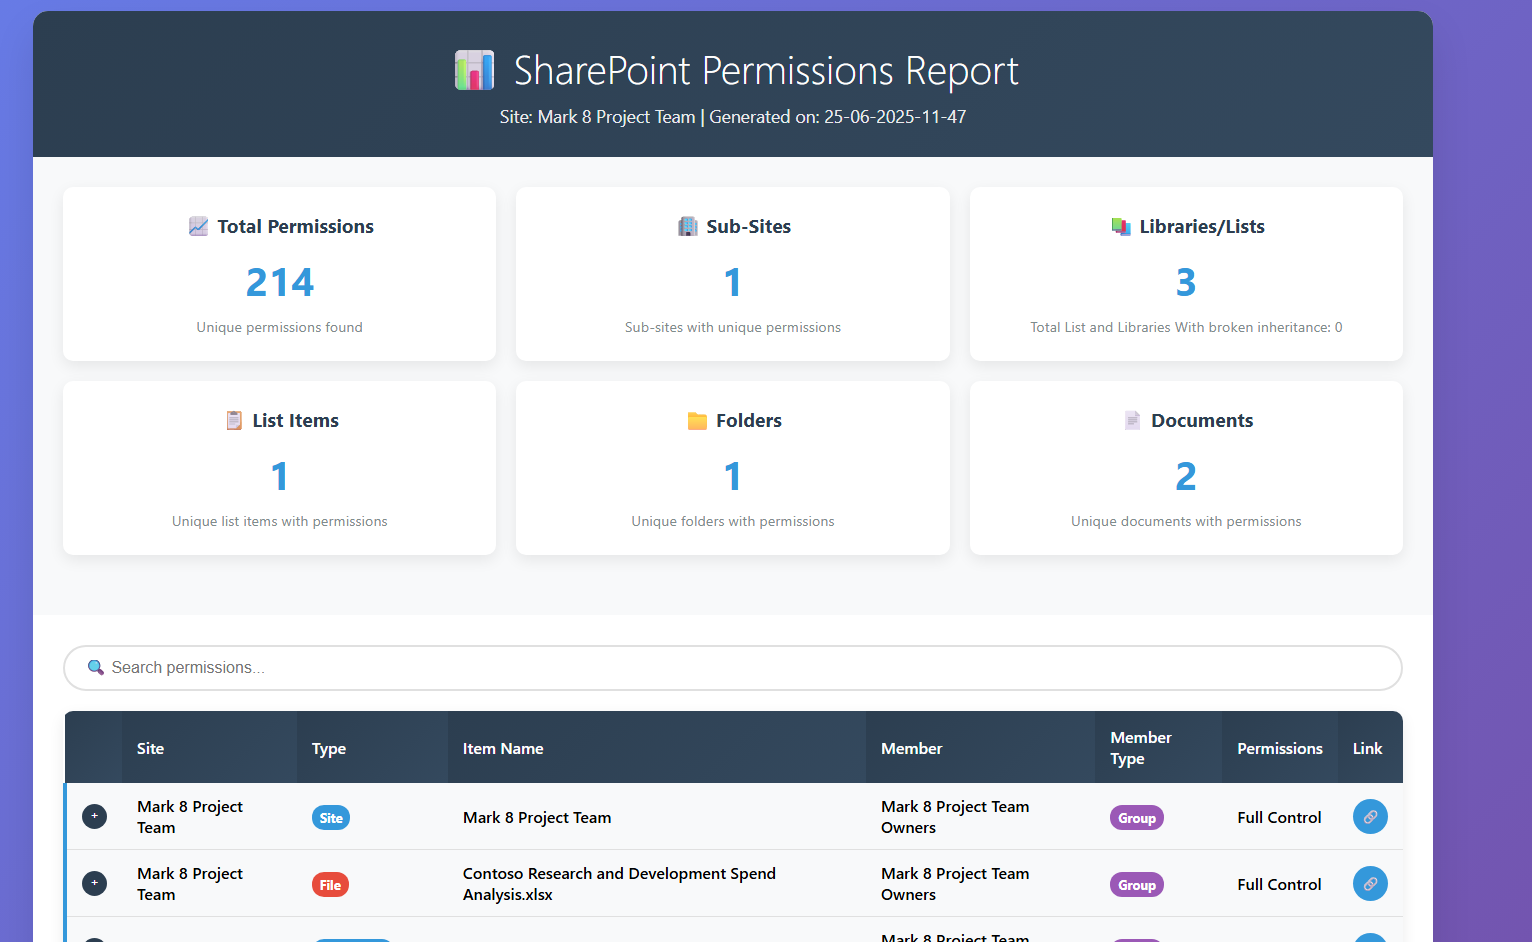 SharePoint Permissions Report
Site: Mark 8 Project Team | Generated on: 25-06-2025-11-47
Total Permissions
214
Unique permissions found
Sub-Sites
1
Sub-sites with unique permissions
Libraries/Lists
3
Total List and Libraries With broken inheritance: 0
List Items
1
Unique list items with permissions
Folders
1
Unique folders with permissions
Documents
2
Unique documents with permissions
Search permissions...
Site Type Item Name Member Member Type Permissions Link
+ Mark 8 Project Team Site Mark 8 Project Team Mark 8 Project Team Owners Group Full Control
+ Mark 8 Project Team File Contoso Research and Development Spend Analysis.xlsx Mark 8 Project Team Owners Group Full Control
Mark 8 Project Team